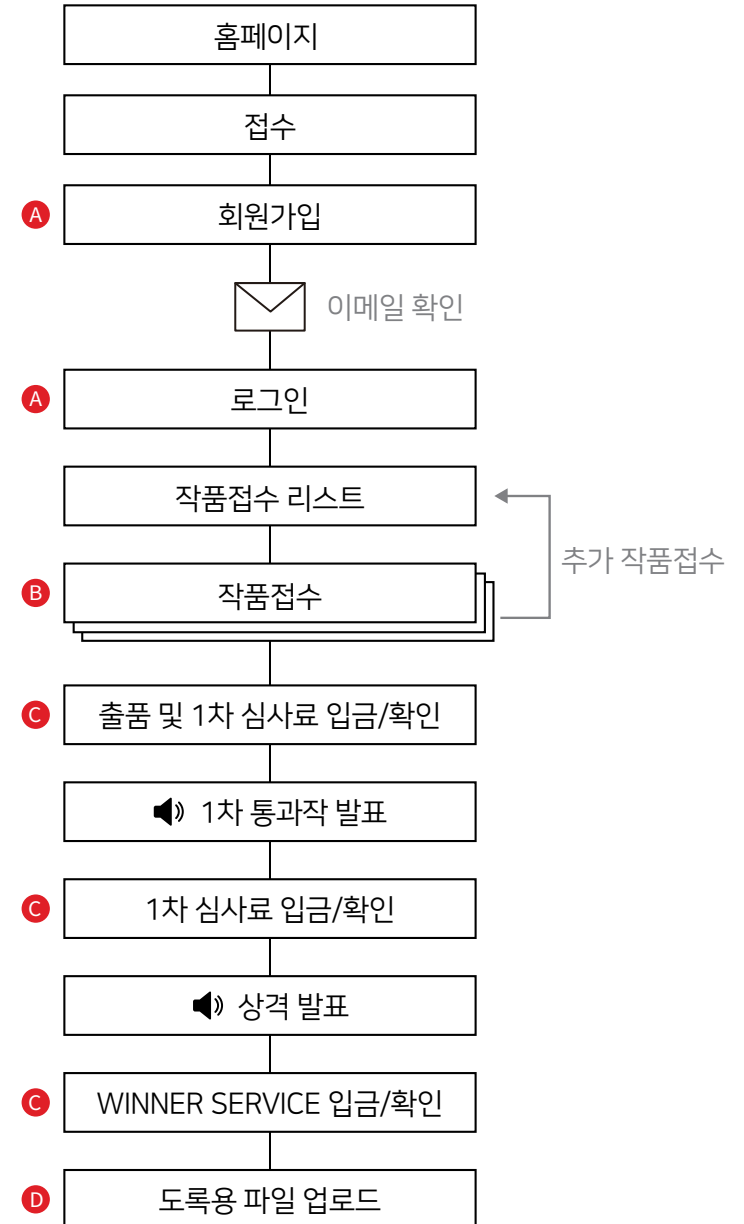 홈페이지
접수
A 회원가입
이메일 확인
A 로그인
작품접수 리스트
추가 작품접수
B 작품접수
C 출품 및 1차 심사료 입금/확인
1차 통과작 발표
C 1차 심사료 입금/확인
상격 발표
C WINNER SERVICE 입금/확인
D 도록용 파일 업로드